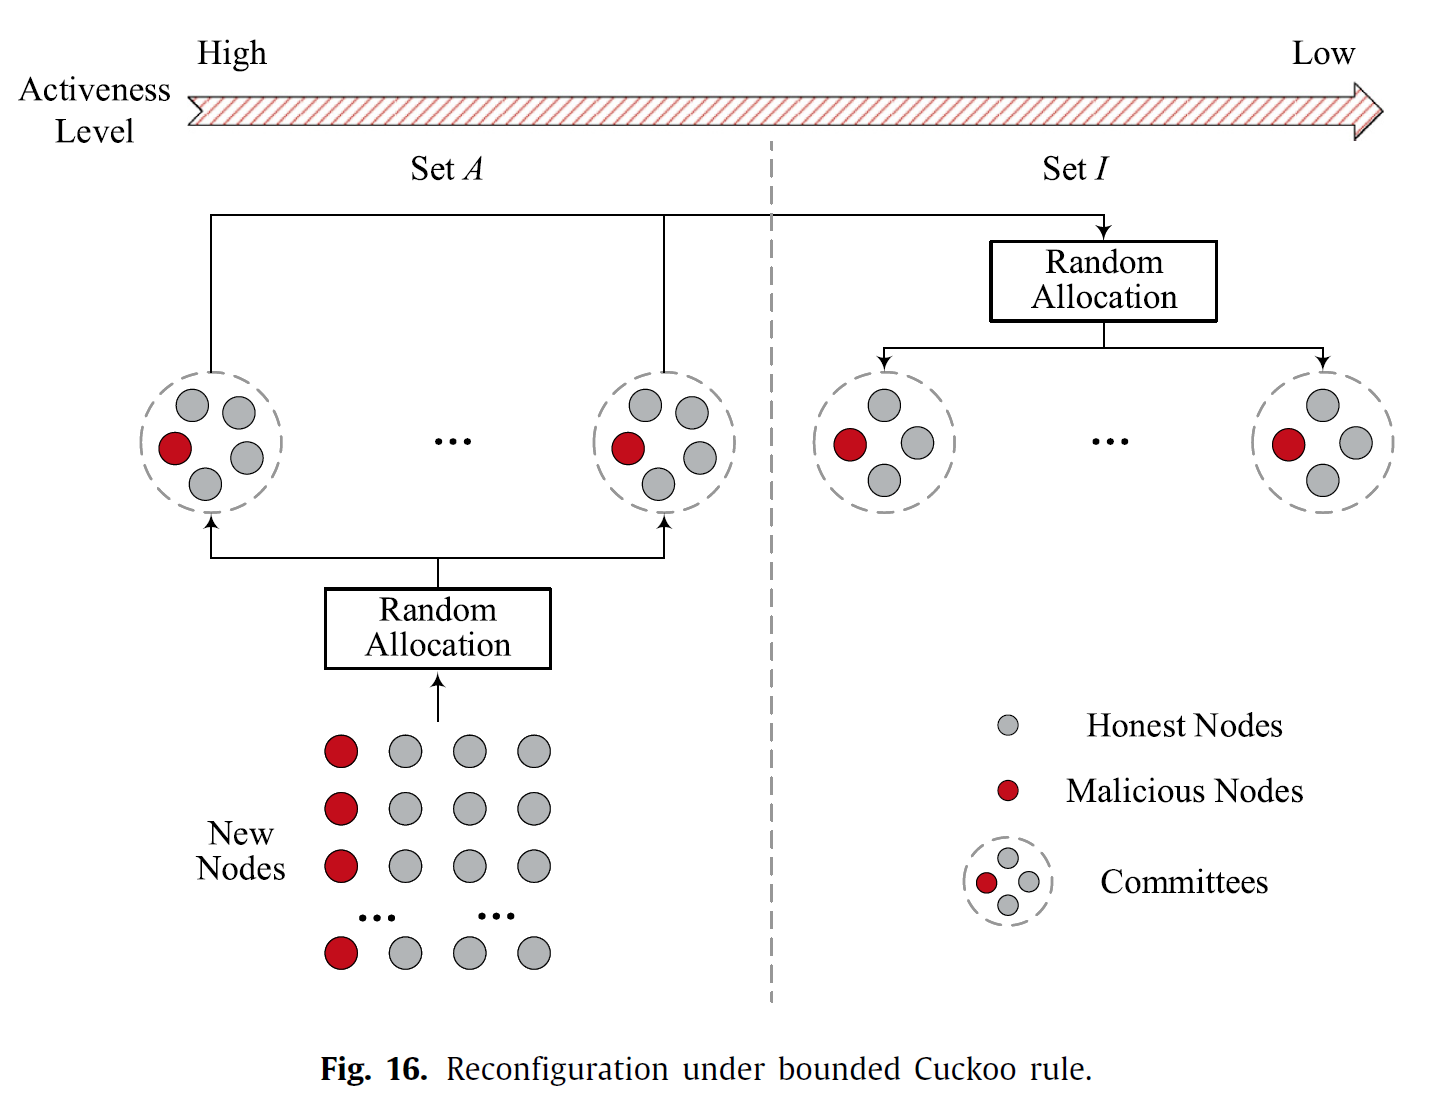 High
Low
Activeness
Level
Set A
Set I
Random
Allocation
...
...
Random
Allocation
New
Nodes
... ...
Honest Nodes
Malicious Nodes
Committees
Fig. 16. Reconfiguration under bounded Cuckoo rule.